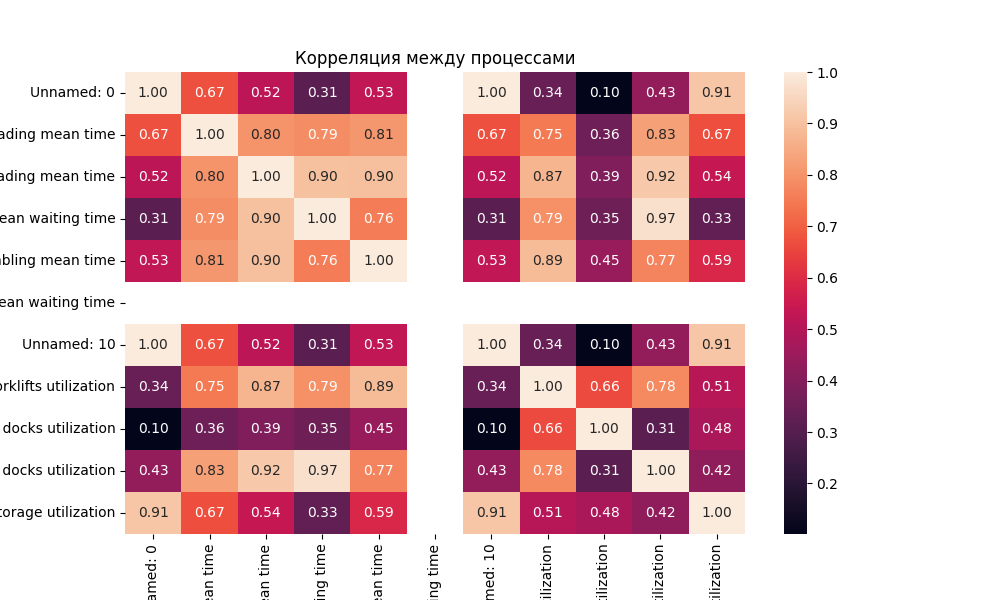 Корреляция между процессами
Unnamed: 0 1.00 0.67 0.52 0.31 0.53 1.00 0.34 0.10 0.43 0.91
ading mean time 0.67 1.00 0.80 0.79 0.81 0.67 0.75 0.36 0.83 0.67
ading mean time 0.52 0.80 1.00 0.90 0.90 0.52 0.87 0.39 0.92 0.54
ean waiting time 0.31 0.79 0.90 1.00 0.76 0.31 0.79 0.35 0.97 0.33
bling mean time 0.53 0.81 0.90 0.76 1.00 0.53 0.89 0.45 0.77 0.59
ean waiting time
Unnamed: 10 1.00 0.67 0.52 0.31 0.53 1.00 0.34 0.10 0.43 0.91
rklifts utilization 0.34 0.75 0.87 0.79 0.89 0.34 1.00 0.66 0.78 0.51
docks utilization 0.10 0.36 0.39 0.35 0.45 0.10 0.66 1.00 0.31 0.48
docks utilization 0.43 0.83 0.92 0.97 0.77 0.43 0.78 0.31 1.00 0.42
torage utilization 0.91 0.67 0.54 0.33 0.59 0.91 0.51 0.48 0.42 1.00
amed: 0
ean time
ean time
ing time
ean time
ing time
med: 10
ilization
ilization
ilization
ilization
1.0
0.9
0.8
0.7
0.6
0.5
0.4
0.3
0.2